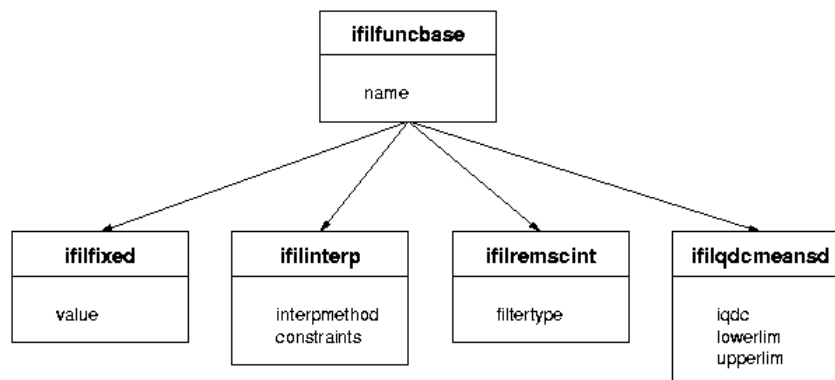 ifilfuncbase
name
ifilfixed
value
ifilinterp
interpmethod
constraints
ifilremscint
filtertype
ifilqdcmeansd
iqdc
lowerlim
upperlim